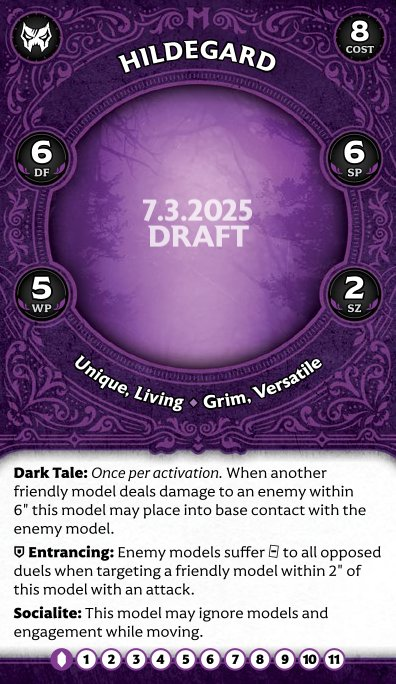 HILDEGARD
8
COST
6
DF
6
SP
7.3.2025
DRAFT
5
WP
2
SZ
Unique, Living ◆ Grim, Versatile
Dark Tale: Once per activation. When another
friendly model deals damage to an enemy within
6" this model may place into base contact with the
enemy model.
Entrancing: Enemy models suffer to all opposed
duels when targeting a friendly model within 2" of
this model with an attack.
Socialite: This model may ignore models and
engagement while moving.
1 2 3 4 5 6 7 8 9 10 11